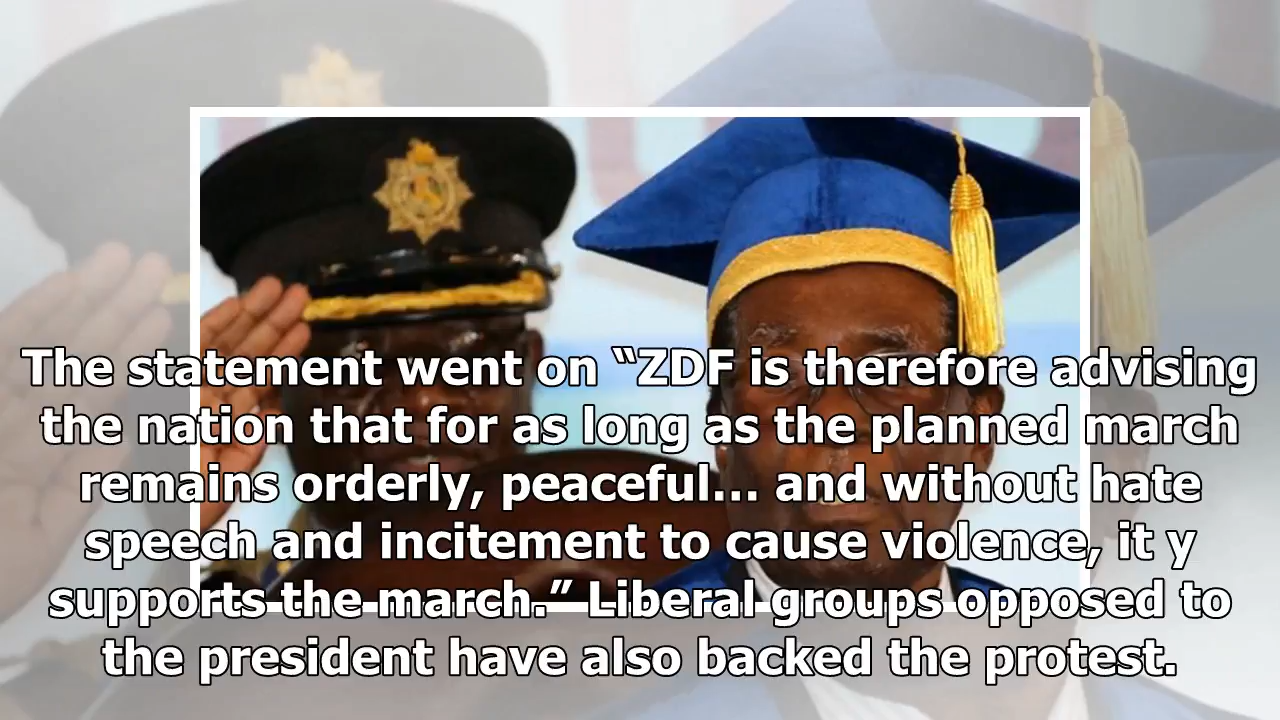 The statement went on “ZDF is therefore advising
the nation that for as long as the planned march
remains orderly, peaceful... and without hate
speech and incitement to cause violence, it y
supports the march.” Liberal groups opposed to
the president have also backed the protest.